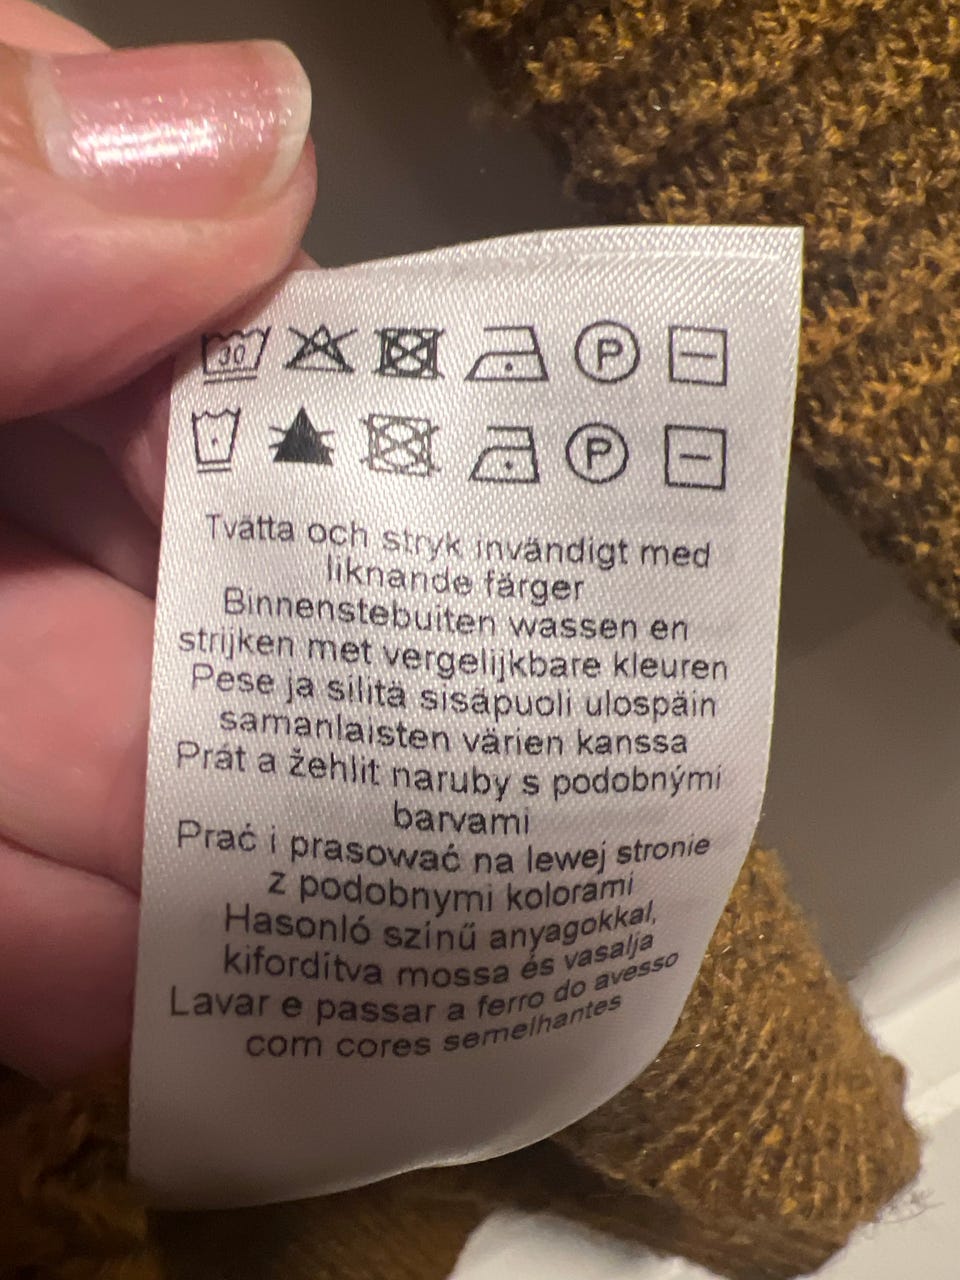 30 P
P
Tvätta och stryk invändigt med
liknande färger
Binnenstebuiten wassen en
strijken met vergelijkbare kleuren
Pese ja silitä sisäpuoli ulospäin
samanlaisten värien kanssa
Prát a žehlit naruby s podobnými
barvami
Prać i prasować na lewej stronie
z podobnymi kolorami
Hasonló színű anyagokkal,
kifordítva mossa és vasalja
Lavar e passar a ferro do avesso
com cores semelhantes